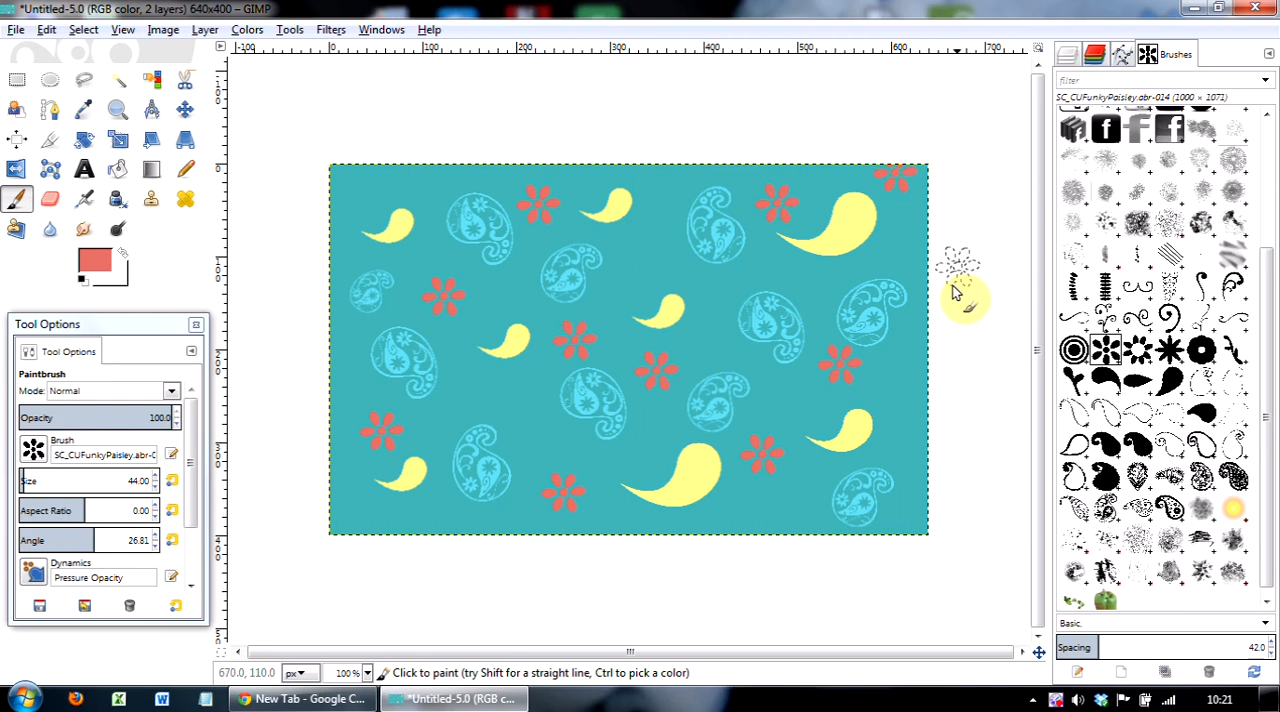 *Untitled-5.0 (RGB color, 2 layers) 640x400 – GIMP
File Edit Select View Image Layer Colors Tools Filters Windows Help
-100 0 100 200 300 400 500 600 700
Brushes
filter
SC_CUFunkyPaisley.abr-014 (1000 × 1071)
Tool Options
Tool Options
Paintbrush
Mode: Normal
Opacity 100.0
Brush
SC_CUFunkyPaisley.abr-0
Size 44.00
Aspect Ratio 0.00
Angle 26.81
Dynamics
Pressure Opacity
Basic,
Spacing 42.0
670.0, 110.0 px 100% Click to paint (try Shift for a straight line, Ctrl to pick a color)
New Tab - Google C... *Untitled-5.0 (RGB c... 10:21